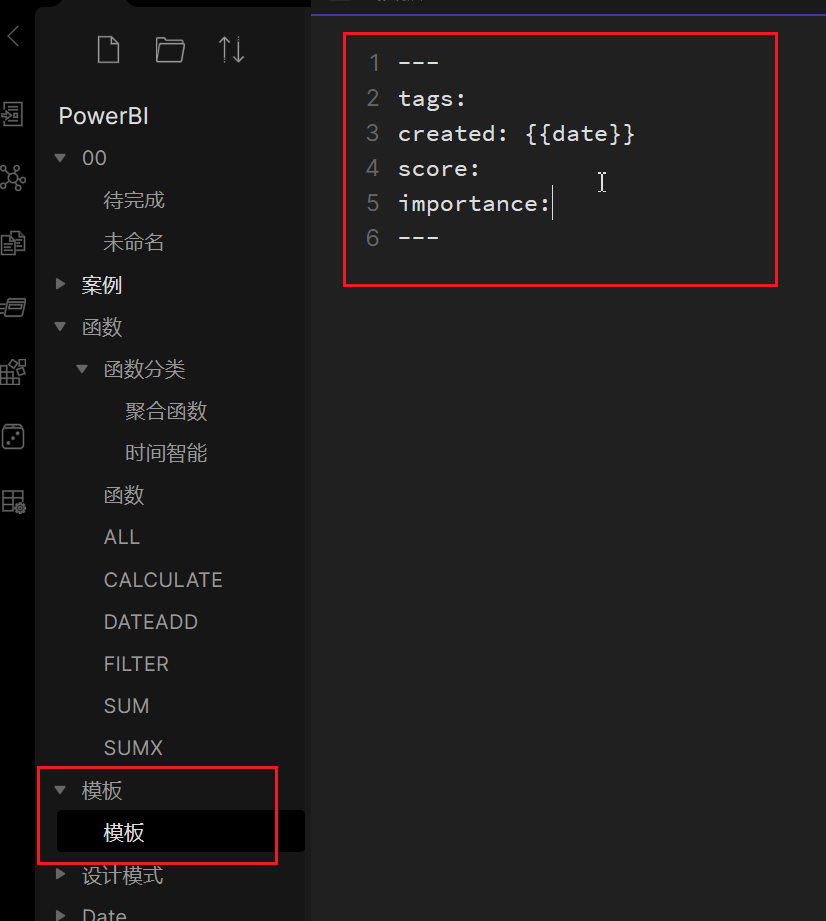 PowerBI
00
待完成
未命名
案例
函数
函数分类
聚合函数
时间智能
函数
ALL
CALCULATE
DATEADD
FILTER
SUM
SUMX
模板
模板
设计模式
Date
1 ---
2 tags:
3 created: {{date}}
4 score:
5 importance:
6 ---